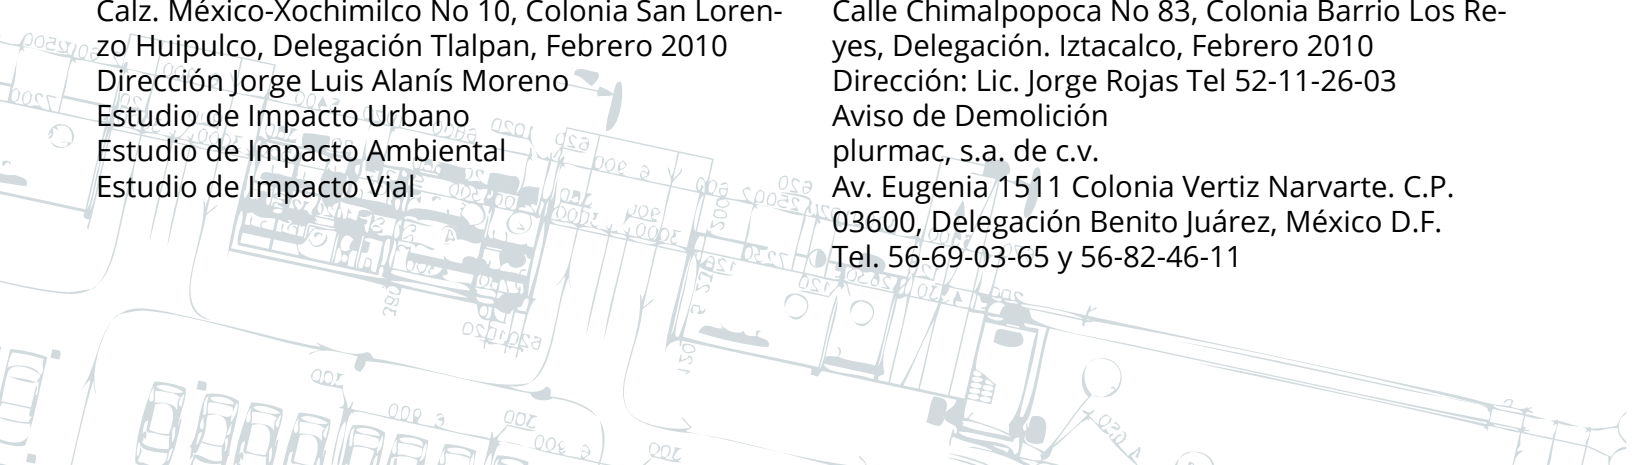 Calz. México-Xochimilco No 10, Colonia San Loren-
zo Huipulco, Delegación Tlalpan, Febrero 2010
Dirección Jorge Luis Alanís Moreno
Estudio de Impacto Urbano
Estudio de Impacto Ambiental
Estudio de Impacto Vial
Calle Chimalpopoca No 83, Colonia Barrio Los Re-
yes, Delegación. Iztacalco, Febrero 2010
Dirección: Lic. Jorge Rojas Tel 52-11-26-03
Aviso de Demolición
plurmac, s.a. de c.v.
Av. Eugenia 1511 Colonia Vertiz Narvarte. C.P.
03600, Delegación Benito Juárez, México D.F.
Tel. 56-69-03-65 y 56-82-46-11